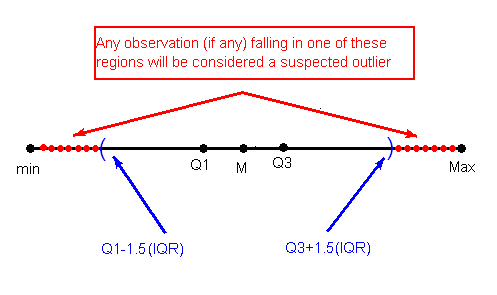 Any observation (if any) falling in one of these
regions will be considered a suspected outlier
min
Q1
M
Q3
Max
Q1-1.5(IQR)
Q3+1.5(IQR)